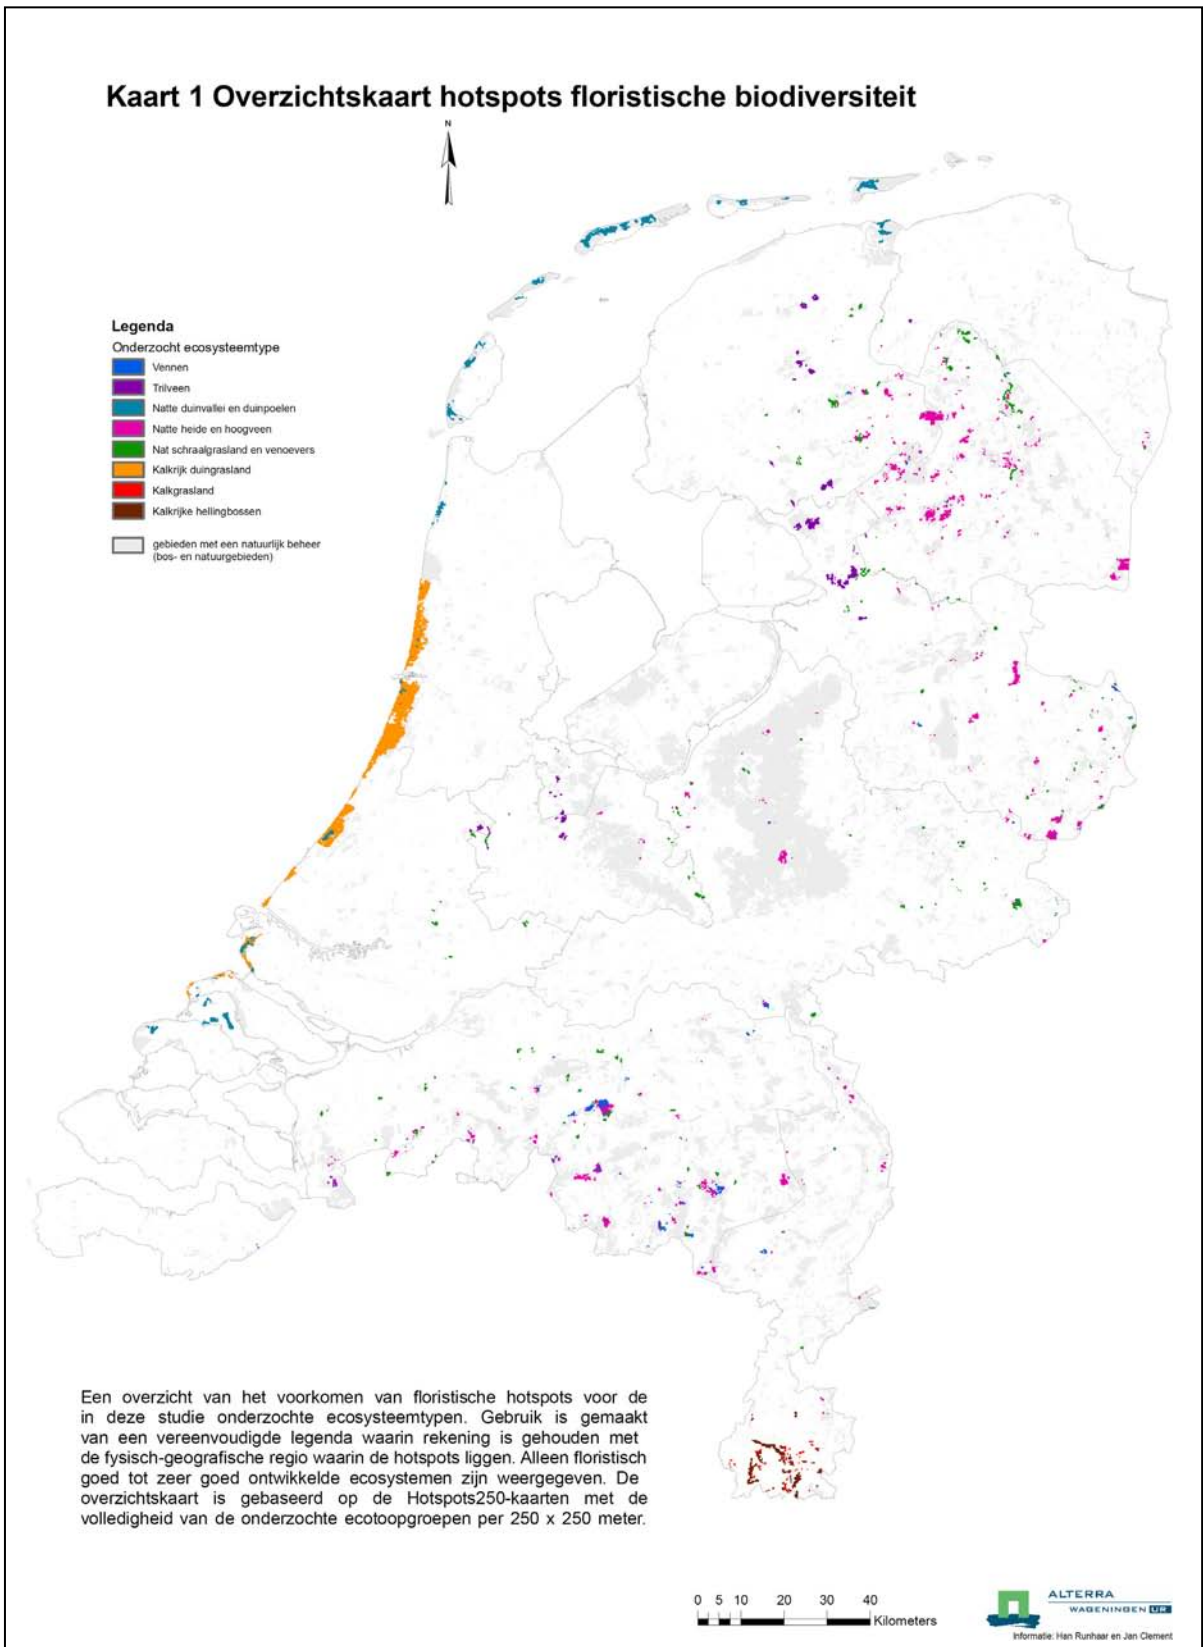 Kaart 1 Overzichtskaart hotspots floristische biodiversiteit
N
Legenda
Onderzocht ecosysteemtype
Vennen
Trilveen
Natte duinvallei en duinpoelen
Natte heide en hoogveen
Nat schraalgrasland en venoevers
Kalkrijk duingrasland
Kalkgrasland
Kalkrijke hellingbossen
gebieden met een natuurlijk beheer
(bos- en natuurgebieden)
Een overzicht van het voorkomen van floristische hotspots voor de
in deze studie onderzochte ecosysteemtypen. Gebruik is gemaakt
van een vereenvoudigde legenda waarin rekening is gehouden met
de fysisch-geografische regio waarin de hotspots liggen. Alleen floristisch
goed tot zeer goed ontwikkelde ecosystemen zijn weergegeven. De
overzichtskaart is gebaseerd op de Hotspots250-kaarten met de
volledigheid van de onderzochte ecotoopgroepen per 250 x 250 meter.
0 5 10 20 30 40
Kilometers
ALTERRA
WAGENINGEN UR
Informatie: Han Runhaar en Jan Clement